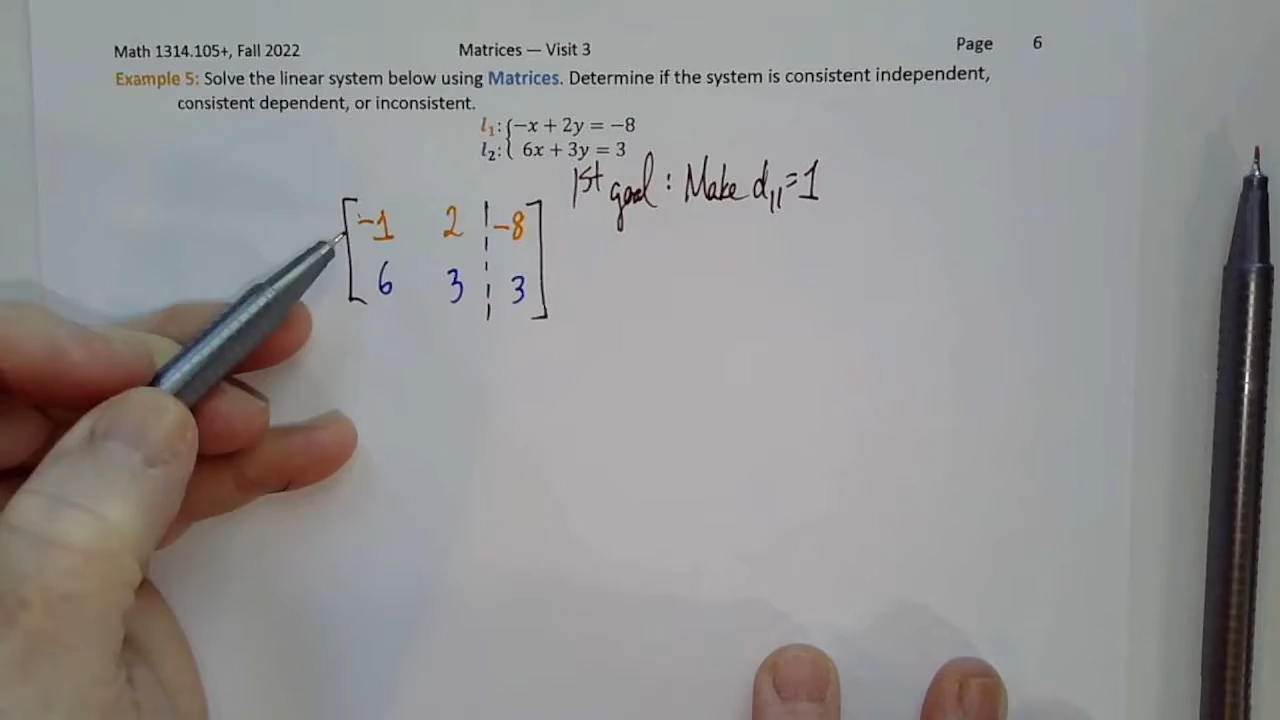 Math 1314.105+, Fall 2022 Matrices — Visit 3 Page 6
Example 5: Solve the linear system below using Matrices. Determine if the system is consistent independent,
consistent dependent, or inconsistent.
l₁: {−x + 2y = −8
l₂: { 6x + 3y = 3
1st goal: Make d₁₁=1
-1 2 -8
6 3 3